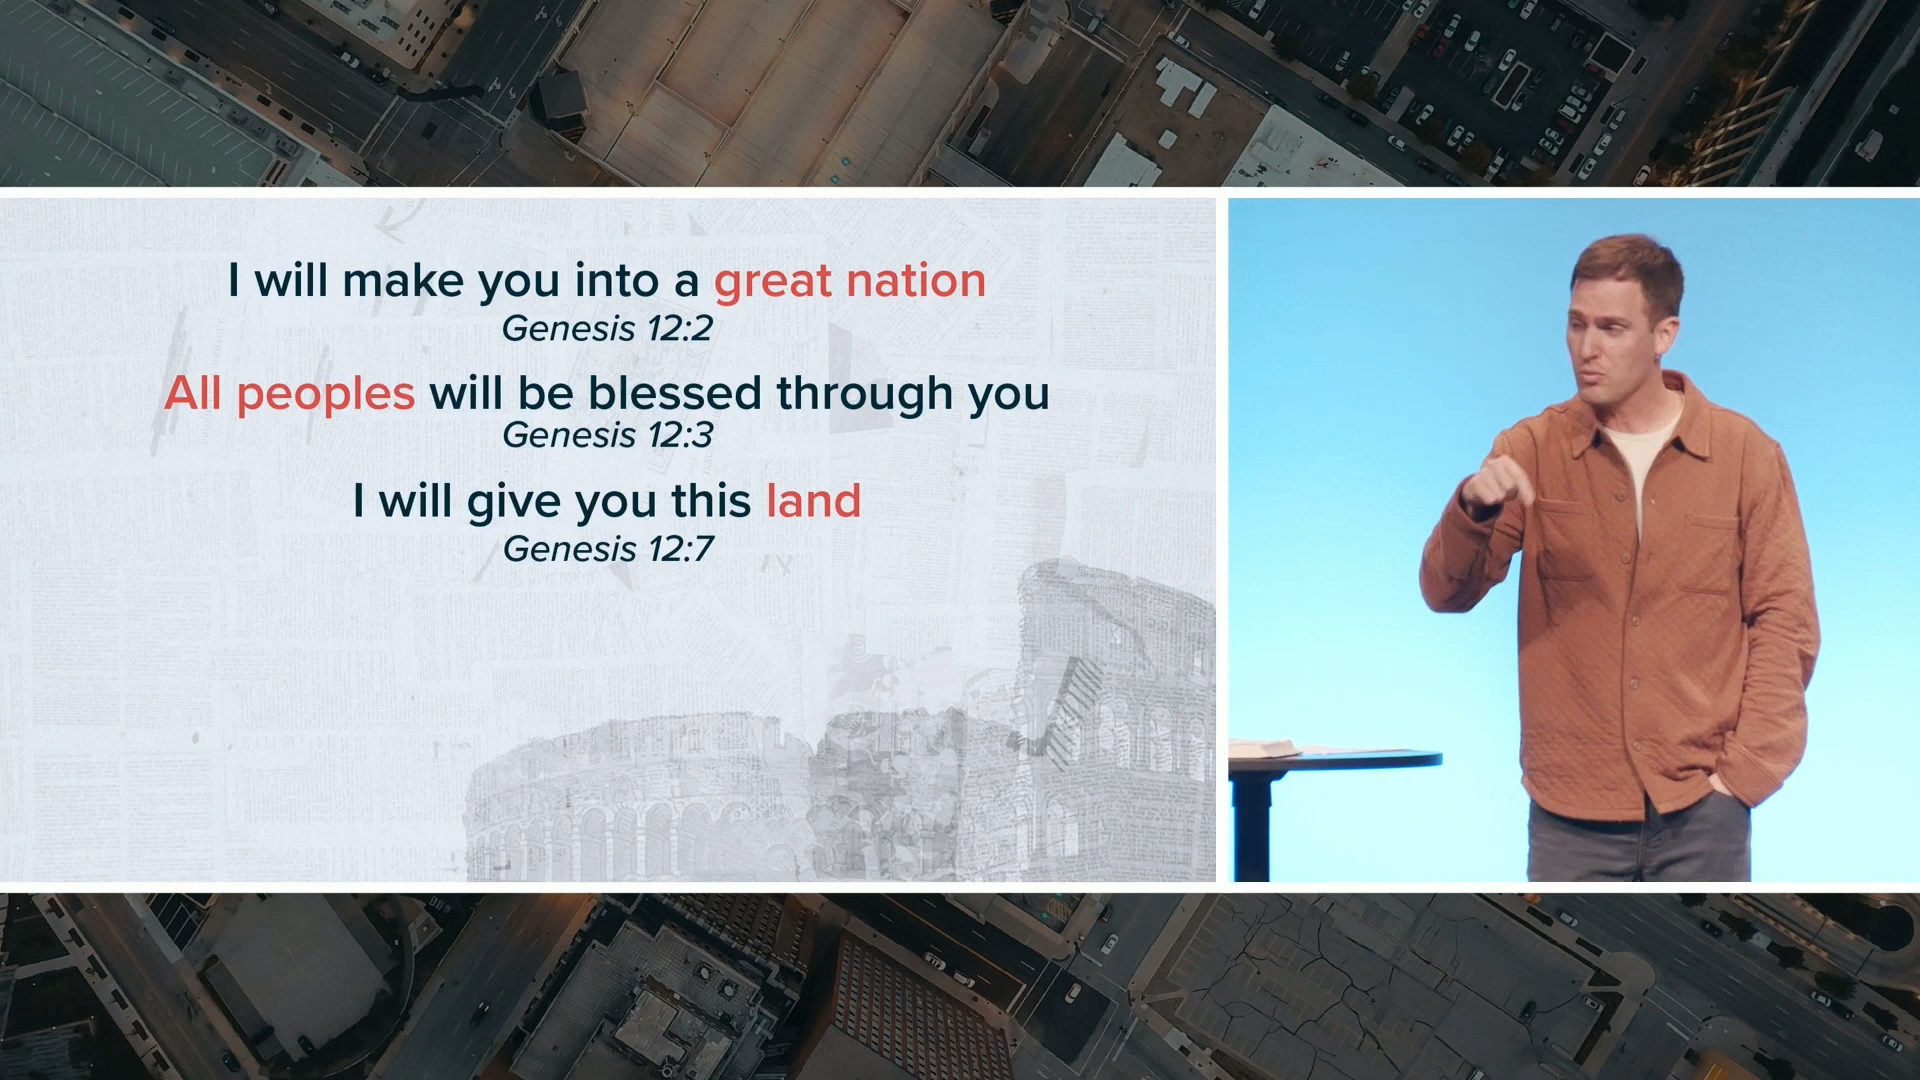 I will make you into a great nation
Genesis 12:2
All peoples will be blessed through you
Genesis 12:3
I will give you this land
Genesis 12:7